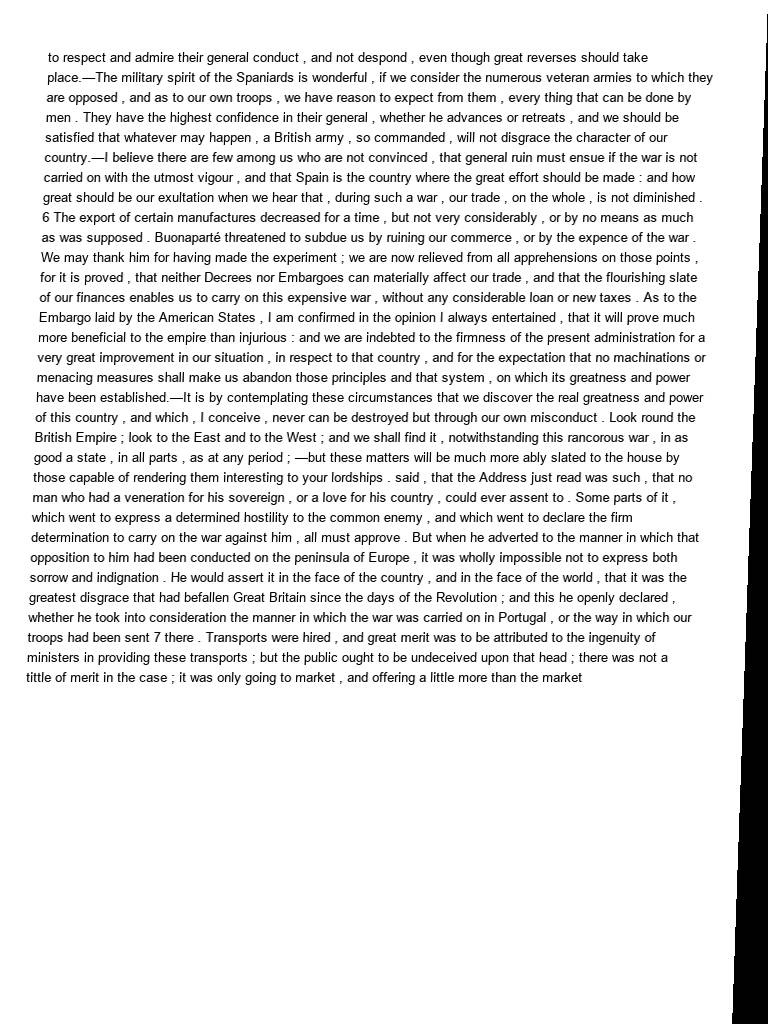 to respect and admire their general conduct , and not despond , even though great reverses should take
place.—The military spirit of the Spaniards is wonderful , if we consider the numerous veteran armies to which they
are opposed , and as to our own troops , we have reason to expect from them , every thing that can be done by
men . They have the highest confidence in their general , whether he advances or retreats , and we should be
satisfied that whatever may happen , a British army , so commanded , will not disgrace the character of our
country.—I believe there are few among us who are not convinced , that general ruin must ensue if the war is not
carried on with the utmost vigour , and that Spain is the country where the great effort should be made : and how
great should be our exultation when we hear that , during such a war , our trade , on the whole , is not diminished .
6 The export of certain manufactures decreased for a time , but not very considerably , or by no means as much
as was supposed . Buonaparté threatened to subdue us by ruining our commerce , or by the expence of the war .
We may thank him for having made the experiment ; we are now relieved from all apprehensions on those points ,
for it is proved , that neither Decrees nor Embargoes can materially affect our trade , and that the flourishing slate
of our finances enables us to carry on this expensive war , without any considerable loan or new taxes . As to the
Embargo laid by the American States , I am confirmed in the opinion I always entertained , that it will prove much
more beneficial to the empire than injurious : and we are indebted to the firmness of the present administration for a
very great improvement in our situation , in respect to that country , and for the expectation that no machinations or
menacing measures shall make us abandon those principles and that system , on which its greatness and power
have been established.—It is by contemplating these circumstances that we discover the real greatness and power
of this country , and which , I conceive , never can be destroyed but through our own misconduct . Look round the
British Empire ; look to the East and to the West ; and we shall find it , notwithstanding this rancorous war , in as
good a state , in all parts , as at any period ; —but these matters will be much more ably slated to the house by
those capable of rendering them interesting to your lordships . said , that the Address just read was such , that no
man who had a veneration for his sovereign , or a love for his country , could ever assent to . Some parts of it ,
which went to express a determined hostility to the common enemy , and which went to declare the firm
determination to carry on the war against him , all must approve . But when he adverted to the manner in which that
opposition to him had been conducted on the peninsula of Europe , it was wholly impossible not to express both
sorrow and indignation . He would assert it in the face of the country , and in the face of the world , that it was the
greatest disgrace that had befallen Great Britain since the days of the Revolution ; and this he openly declared ,
whether he took into consideration the manner in which the war was carried on in Portugal , or the way in which our
troops had been sent 7 there . Transports were hired , and great merit was to be attributed to the ingenuity of
ministers in providing these transports ; but the public ought to be undeceived upon that head ; there was not a
tittle of merit in the case ; it was only going to market , and offering a little more than the market